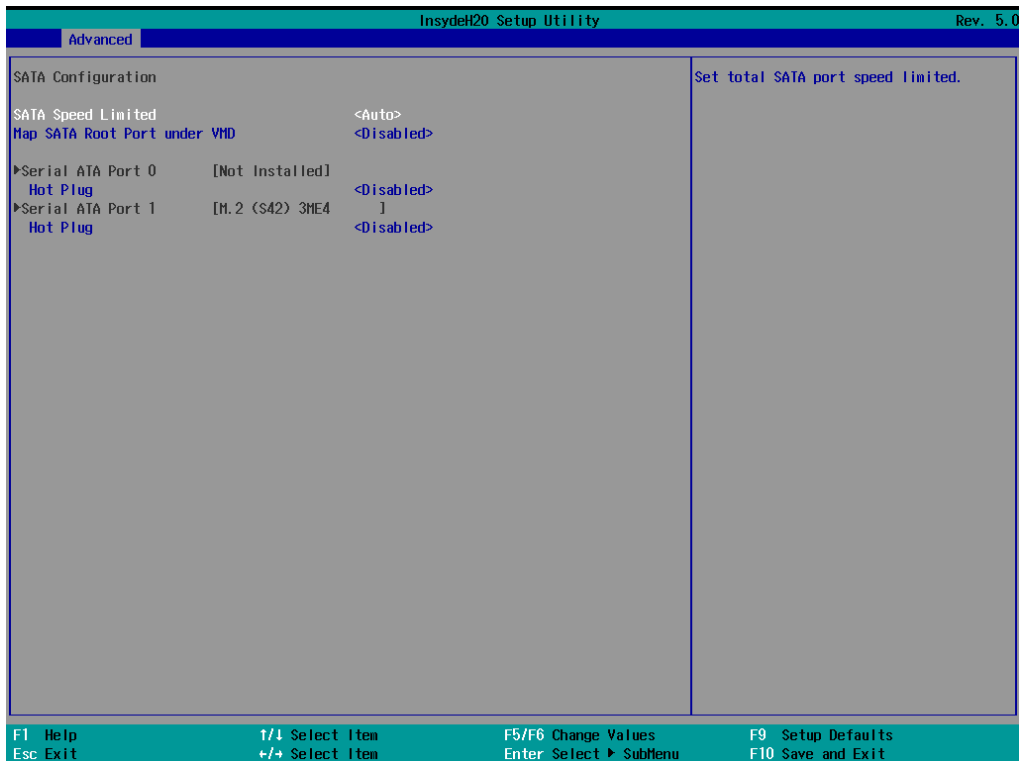 InsydeH20 Setup Utility Rev. 5.0
Advanced
SATA Configuration
Set total SATA port speed limited.
SATA Speed Limited <Auto>
Map SATA Root Port under VMD <Disabled>
▶Serial ATA Port 0 [Not Installed]
Hot Plug <Disabled>
▶Serial ATA Port 1 [M.2 (S42) 3ME4 ]
Hot Plug <Disabled>
F1 Help ↑/↓ Select Item F5/F6 Change Values F9 Setup Defaults
Esc Exit ←/→ Select Item Enter Select ▶ SubMenu F10 Save and Exit